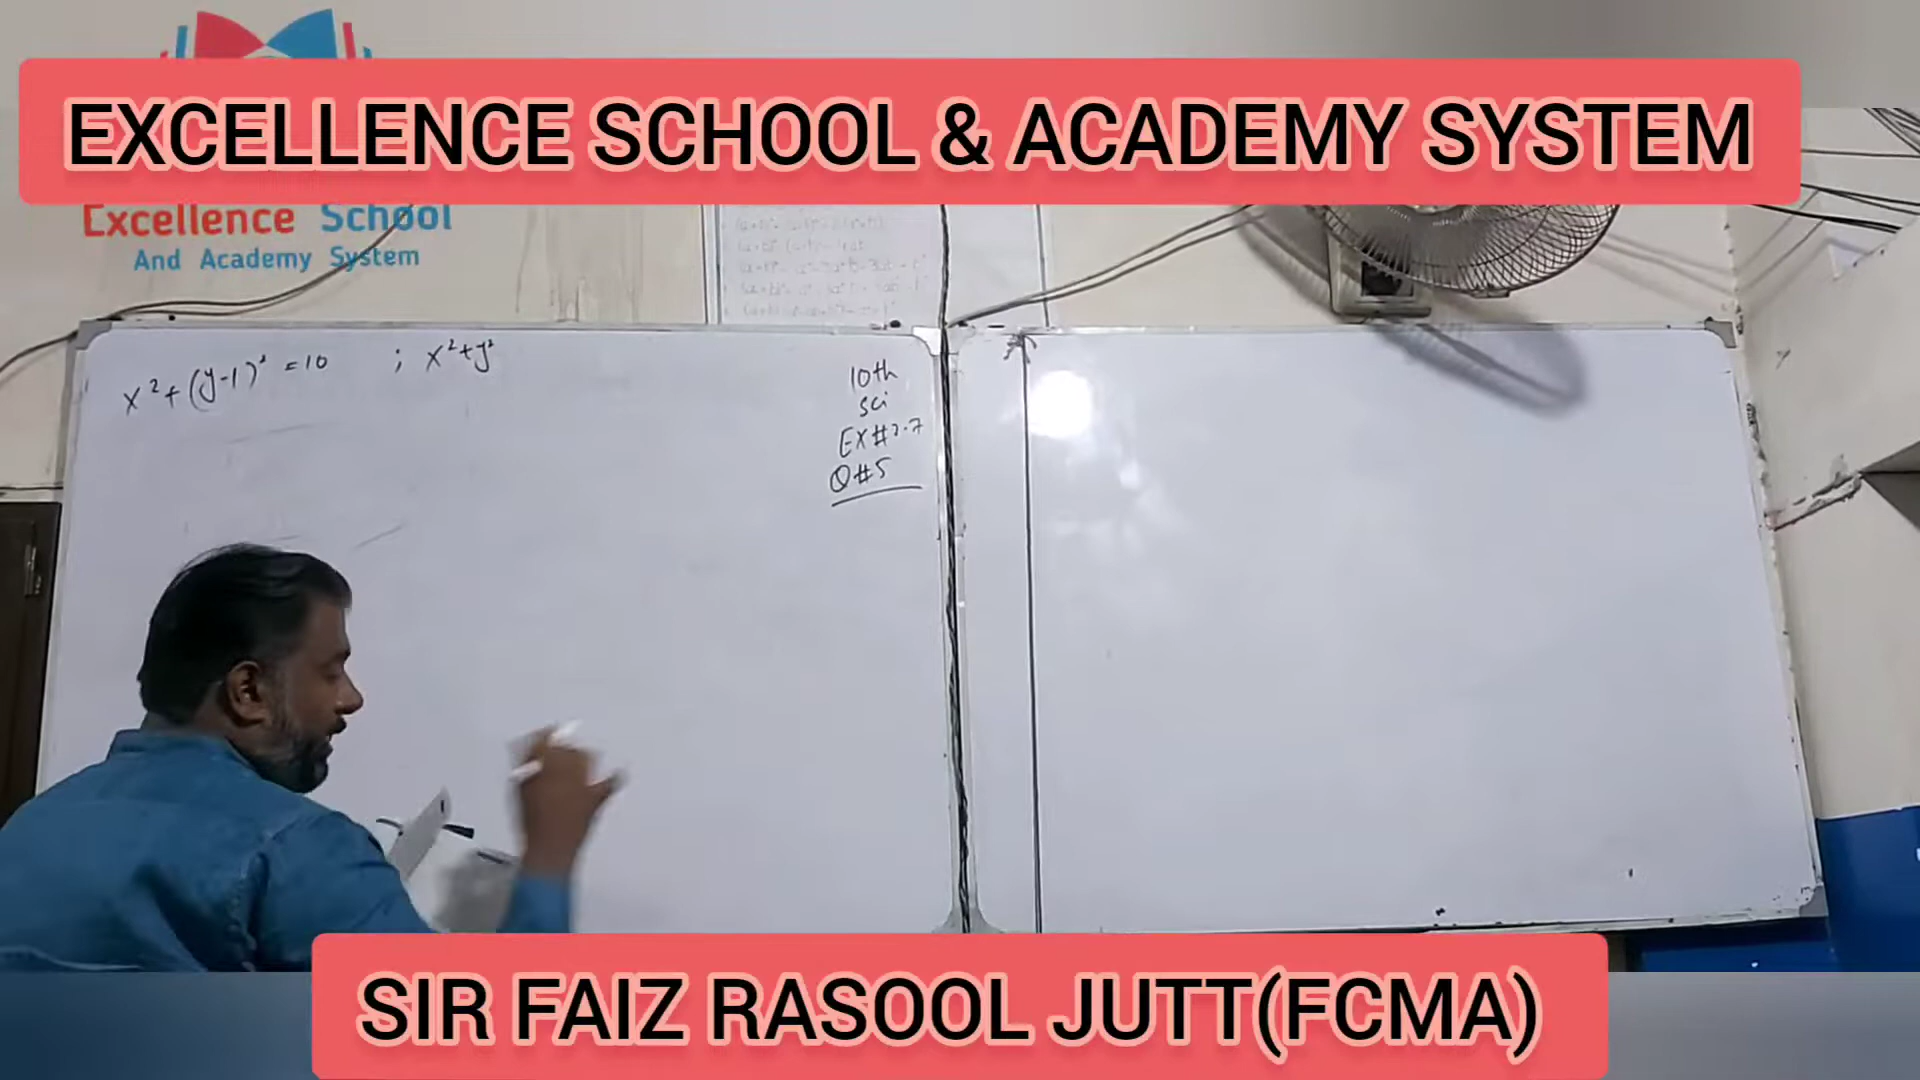 EXCELLENCE SCHOOL & ACADEMY SYSTEM
Excellence School
And Academy System
x² + (y-1)² = 10 ; x² + y²
10th
sci
EX#2.7
Q#5
SIR FAIZ RASOOL JUTT(FCMA)